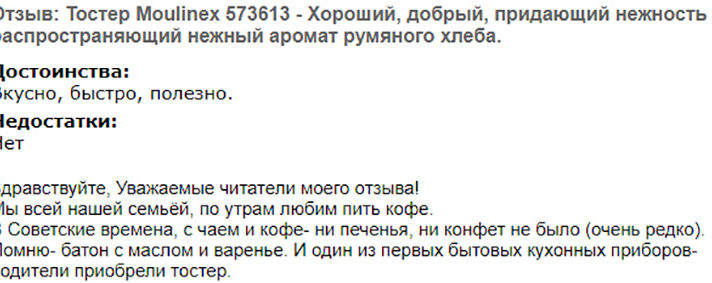 Отзыв: Тостер Moulinex 573613 - Хороший, добрый, придающий нежность
распространяющий нежный аромат румяного хлеба.
Достоинства:
Вкусно, быстро, полезно.
Недостатки:
Нет
Здравствуйте, Уважаемые читатели моего отзыва!
Мы всей нашей семьёй, по утрам любим пить кофе.
В Советские времена, с чаем и кофе- ни печенья, ни конфет не было (очень редко).
Помню- батон с маслом и варенье. И один из первых бытовых кухонных приборов-
родители приобрели тостер.